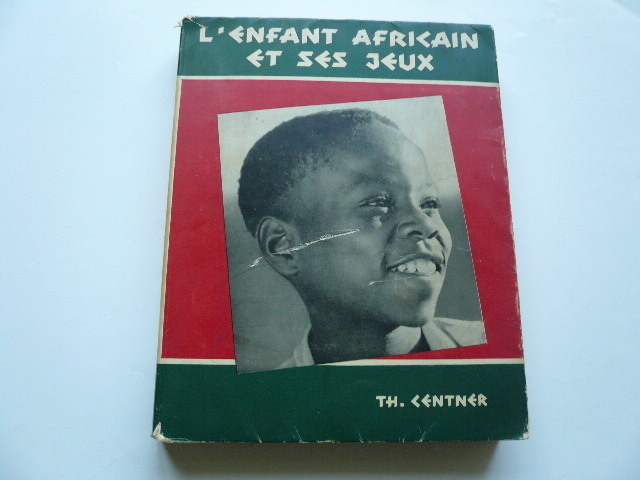 L'ENFANT AFRICAIN
ET SES JEUX
TH. CENTNER